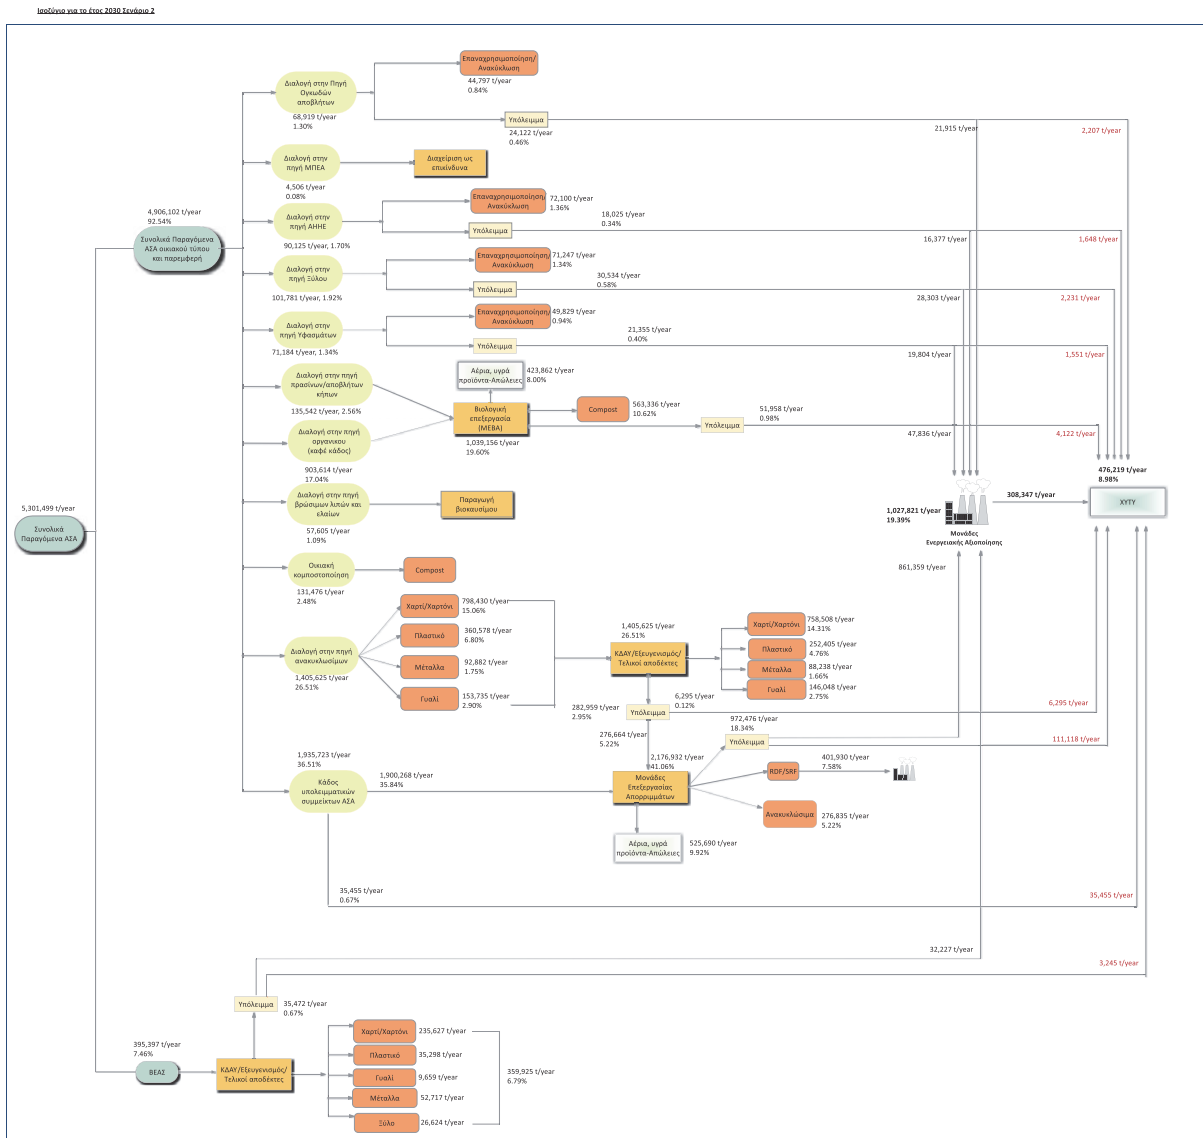 Ισοζύγιο για το έτος 2030 Σενάριο 2
Επαναχρησιμοποίηση/
Ανακύκλωση
44,797 t/year
0.84%
Διαλογή στην Πηγή
Ογκωδών
αποβλήτων
68,919 t/year
1.30%
Υπόλειμμα
24,122 t/year
0.46%
21,915 t/year
2,207 t/year
Διαλογή στην
πηγή ΜΠΕΑ
4,506 t/year
0.08%
Διαχείριση ως
επικίνδυνα
4,906,102 t/year
92.54%
Συνολικά Παραγόμενα
ΑΣΑ οικιακού τύπου
και παρεμφερή
Διαλογή στην
πηγή ΑΗΗΕ
90,125 t/year, 1.70%
Επαναχρησιμοποίηση/
Ανακύκλωση
72,100 t/year
1.36%
Υπόλειμμα
18,025 t/year
0.34%
16,377 t/year
1,648 t/year
Διαλογή στην
πηγή Ξύλου
101,781 t/year, 1.92%
Επαναχρησιμοποίηση/
Ανακύκλωση
71,247 t/year
1.34%
Υπόλειμμα
30,534 t/year
0.58%
28,303 t/year
2,231 t/year
Διαλογή στην
πηγή Υφασμάτων
71,184 t/year, 1.34%
Επαναχρησιμοποίηση/
Ανακύκλωση
49,829 t/year
0.94%
Υπόλειμμα
21,355 t/year
0.40%
19,804 t/year
1,551 t/year
Διαλογή στην πηγή
πρασίνων/αποβλήτων
κήπων
135,542 t/year, 2.56%
Αέρια, υγρά
προϊόντα-Απώλειες
423,862 t/year
8.00%
Βιολογική
επεξεργασία
(ΜΕΒΑ)
1,039,156 t/year
19.60%
Compost
563,336 t/year
10.62%
Υπόλειμμα
51,958 t/year
0.98%
47,836 t/year
4,122 t/year
Διαλογή στην πηγή
οργανικου
(καφέ κάδος)
903,614 t/year
17.04%
476,219 t/year
8.98%
ΧΥΤΥ
308,347 t/year
1,027,821 t/year
19.39%
Μονάδες
Ενεργειακής Αξιοποίησης
Διαλογή στην πηγή
βρώσιμων λιπών και
ελαίων
57,605 t/year
1.09%
Παραγωγή
βιοκαυσίμου
5,301,499 t/year
Συνολικά
Παραγόμενα ΑΣΑ
Οικιακή
κομποστοποίηση
131,476 t/year
2.48%
Compost
861,359 t/year
Διαλογή στην πηγή
ανακυκλωσίμων
1,405,625 t/year
26.51%
Χαρτί/Χαρτόνι
798,430 t/year
15.06%
Πλαστικό
360,578 t/year
6.80%
Μέταλλα
92,882 t/year
1.75%
Γυαλί
153,735 t/year
2.90%
1,405,625 t/year
26.51%
ΚΔΑΥ/Εξευγενισμός/
Τελικοί αποδέκτες
Χαρτί/Χαρτόνι
758,508 t/year
14.31%
Πλαστικό
252,405 t/year
4.76%
Μέταλλα
88,238 t/year
1.66%
Γυαλί
146,048 t/year
2.75%
282,959 t/year
2.95%
Υπόλειμμα
6,295 t/year
0.12%
6,295 t/year
276,664 t/year
5.22%
972,476 t/year
18.34%
Υπόλειμμα
111,118 t/year
1,935,723 t/year
36.51%
Κάδος
υπολειμματικών
συμμείκτων ΑΣΑ
1,900,268 t/year
35.84%
2,176,932 t/year
41.06%
Μονάδες
Επεξεργασίας
Απορριμμάτων
RDF/SRF
401,930 t/year
7.58%
Ανακυκλώσιμα
276,835 t/year
5.22%
Αέρια, υγρά
προϊόντα-Απώλειες
525,690 t/year
9.92%
35,455 t/year
0.67%
35,455 t/year
32,227 t/year
3,245 t/year
Υπόλειμμα
35,472 t/year
0.67%
395,397 t/year
7.46%
ΒΕΑΣ
ΚΔΑΥ/Εξευγενισμός/
Τελικοί αποδέκτες
Χαρτί/Χαρτόνι
235,627 t/year
Πλαστικό
35,298 t/year
Γυαλί
9,659 t/year
Μέταλλα
52,717 t/year
Ξύλο
26,624 t/year
359,925 t/year
6.79%